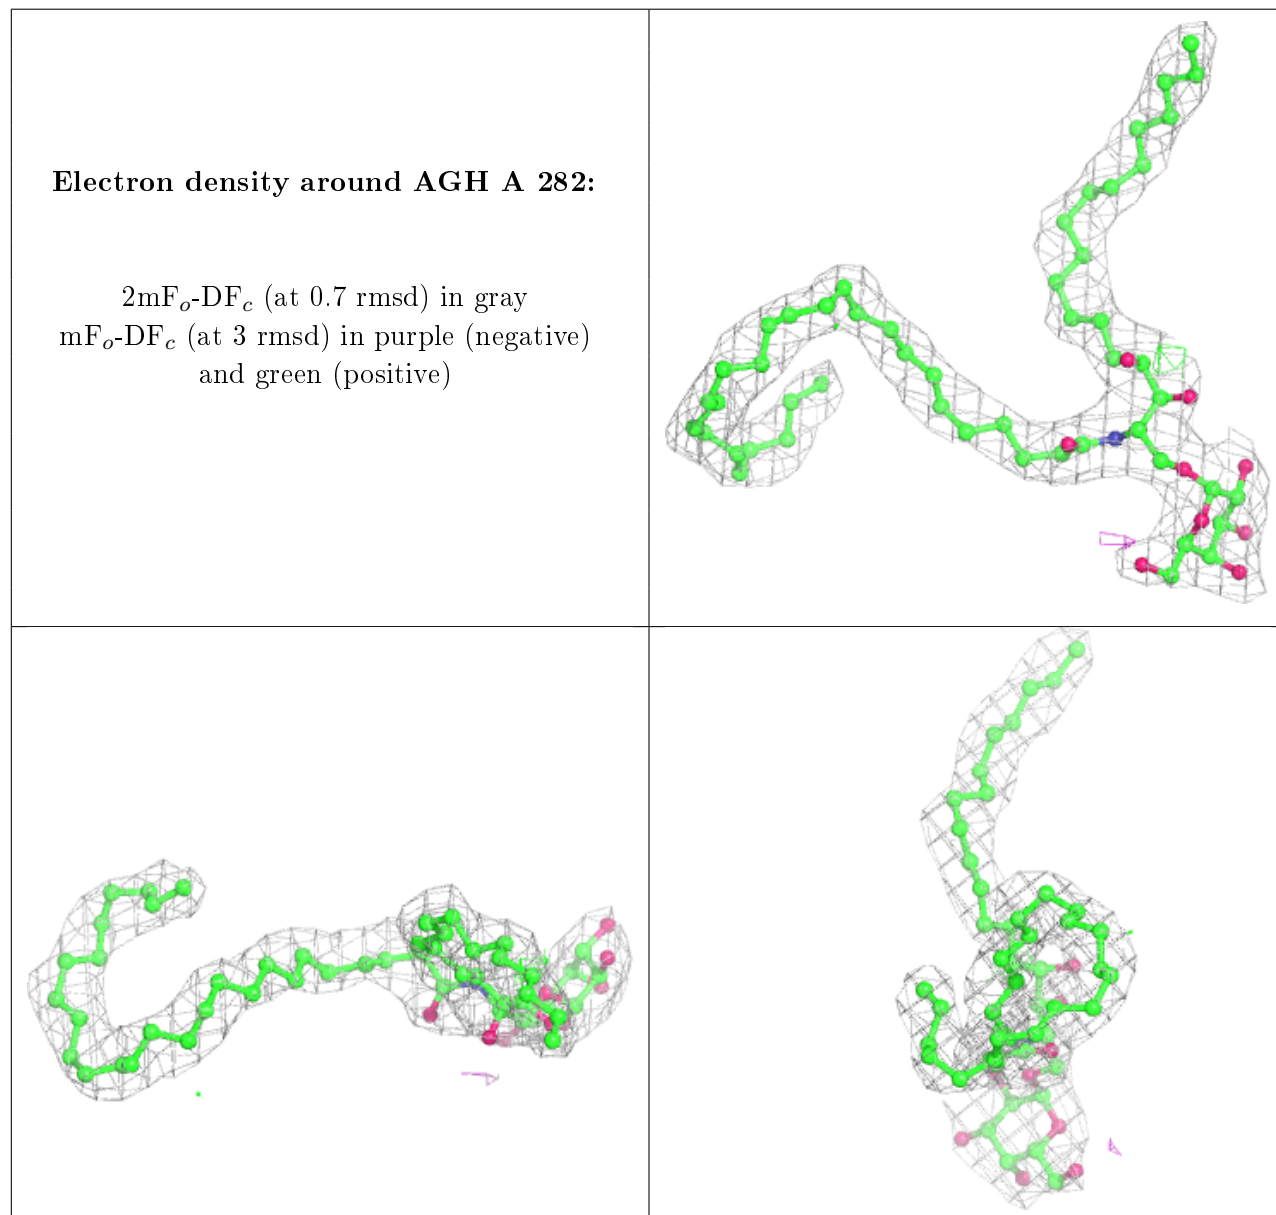 Electron density around AGH A 282:
2mFo-DFc (at 0.7 rmsd) in gray
mFo-DFc (at 3 rmsd) in purple (negative)
and green (positive)